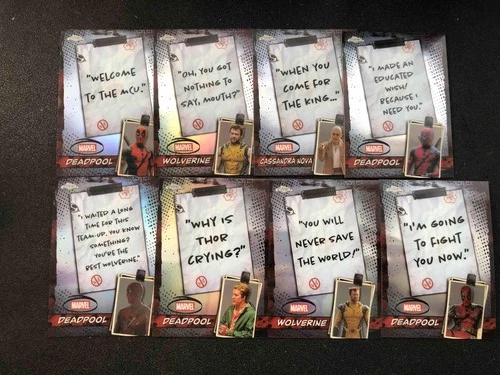 "WELCOME
TO THE MCU."
MARVEL
DEADPOOL
"OH, YOU GOT
NOTHING TO
SAY, MOUTH?"
MARVEL
WOLVERINE
"WHEN YOU
COME FOR
THE KING..."
MARVEL
CASSANDRA NOVA
"I MADE AN
EDUCATED
WISH!
BECAUSE I
NEED YOU."
MARVEL
DEADPOOL
"I WAITED A LONG
TIME FOR THIS
TEAM-UP. YOU KNOW
SOMETHING?
YOU'RE THE
BEST WOLVERINE."
MARVEL
DEADPOOL
"WHY IS
THOR
CRYING?"
MARVEL
DEADPOOL
"YOU WILL
NEVER SAVE
THE WORLD!"
MARVEL
WOLVERINE
"I'M GOING
TO FIGHT
YOU NOW."
MARVEL
DEADPOOL